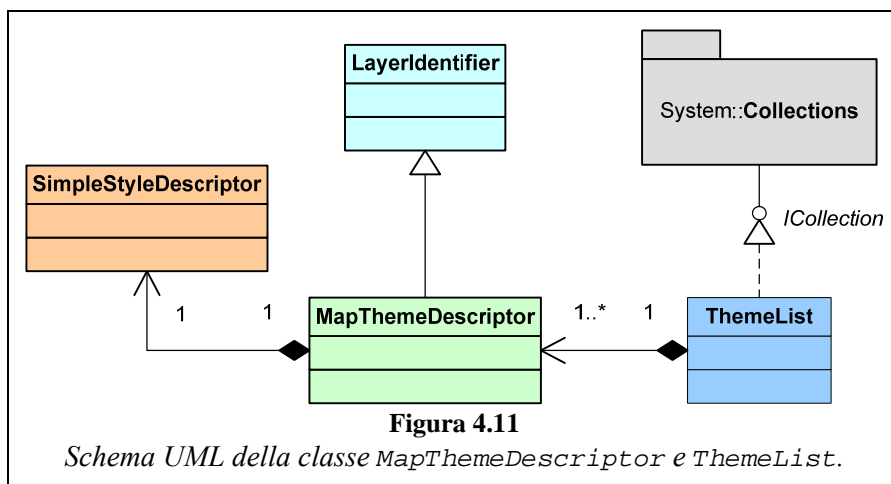 LayerIdentifier
System::Collections
SimpleStyleDescriptor
ICollection
1
1
MapThemeDescriptor
1..*
1
ThemeList
Figura 4.11
Schema UML della classe MapThemeDescriptor e ThemeList.